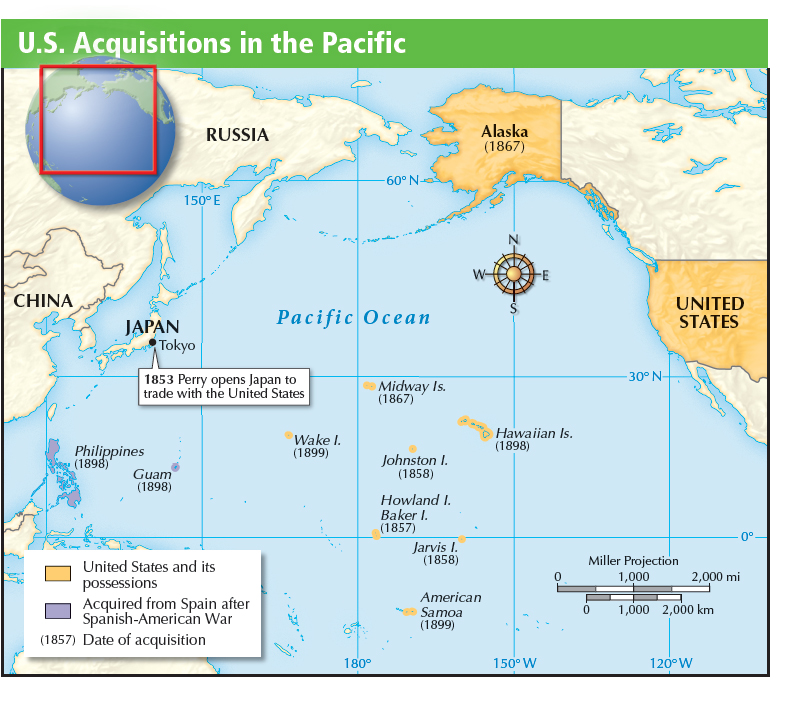 U.S. Acquisitions in the Pacific
RUSSIA
Alaska
(1867)
60°N
150°E
N
W
E
S
CHINA
JAPAN
Tokyo
Pacific Ocean
UNITED
STATES
1853 Perry opens Japan to
trade with the United States
30°N
Midway Is.
(1867)
Hawaiian Is.
(1898)
Wake I.
(1899)
Johnston I.
(1858)
Philippines
(1898)
Guam
(1898)
Howland I.
Baker I.
(1857)
Jarvis I.
(1858)
0°
American
Samoa
(1899)
Miller Projection
0 1,000 2,000 mi
0 1,000 2,000 km
United States and its
possessions
Acquired from Spain after
Spanish-American War
(1857) Date of acquisition
180°
150°W
120°W